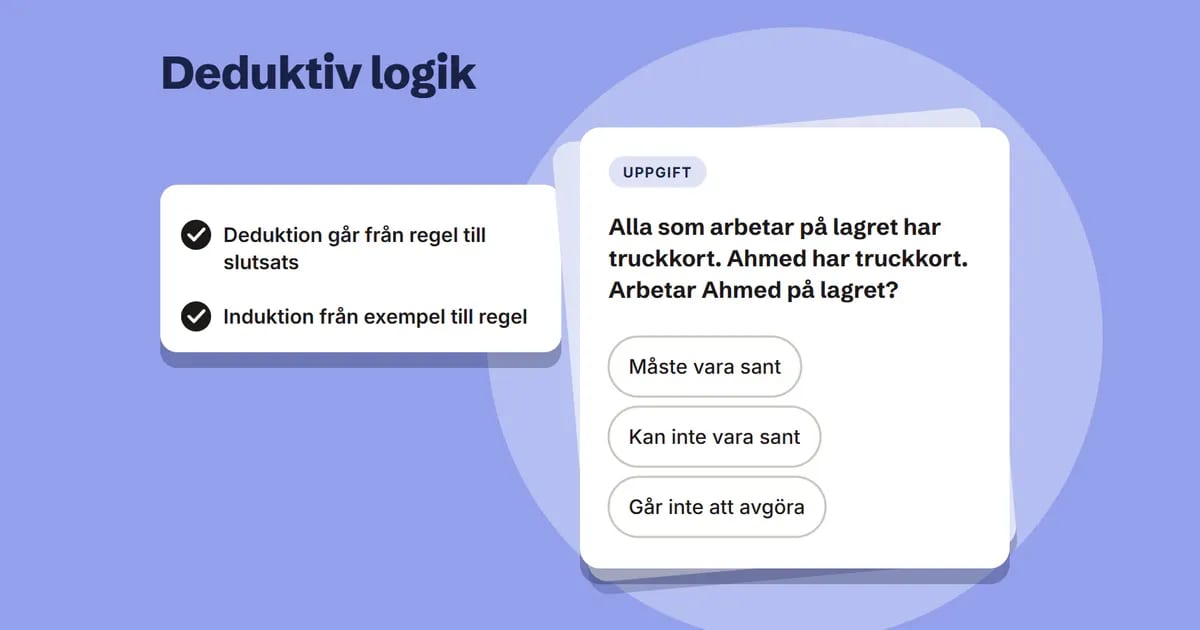 Deduktiv logik
Deduktion går från regel till
slutsats
Induktion från exempel till regel
UPPGIFT
Alla som arbetar på lagret har
truckkort. Ahmed har truckkort.
Arbetar Ahmed på lagret?
Måste vara sant
Kan inte vara sant
Går inte att avgöra